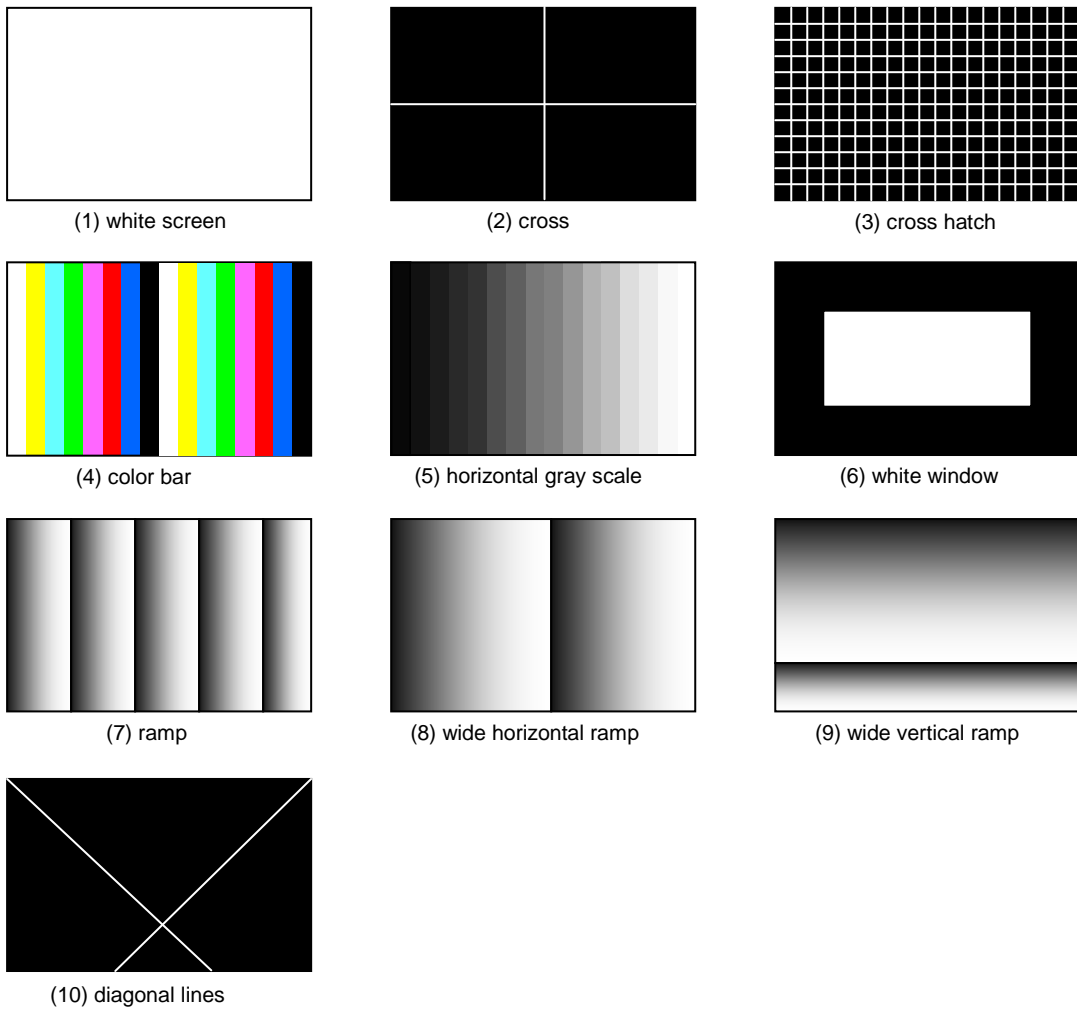 (1) white screen
(2) cross
(3) cross hatch
(4) color bar
(5) horizontal gray scale
(6) white window
(7) ramp
(8) wide horizontal ramp
(9) wide vertical ramp
(10) diagonal lines